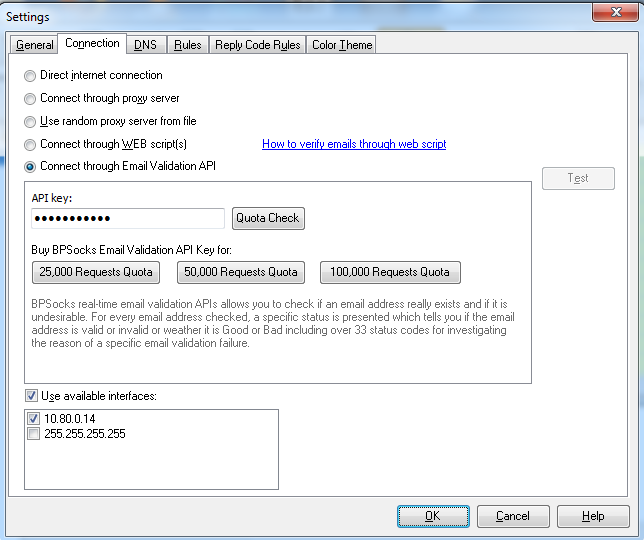 Settings
General Connection DNS Rules Reply Code Rules Color Theme
Direct internet connection
Connect through proxy server
Use random proxy server from file
Connect through WEB script(s) How to verify emails through web script
Connect through Email Validation API
Test
API key:
●●●●●●●●●●● Quota Check
Buy BPSocks Email Validation API Key for:
25,000 Requests Quota 50,000 Requests Quota 100,000 Requests Quota
BPSocks real-time email validation APIs allows you to check if an email address really exists and if it is
undesirable. For every email address checked, a specific status is presented which tells you if the email
address is valid or invalid or weather it is Good or Bad including over 33 status codes for investigating
the reason of a specific email validation failure.
Use available interfaces:
10.80.0.14
255.255.255.255
OK Cancel Help